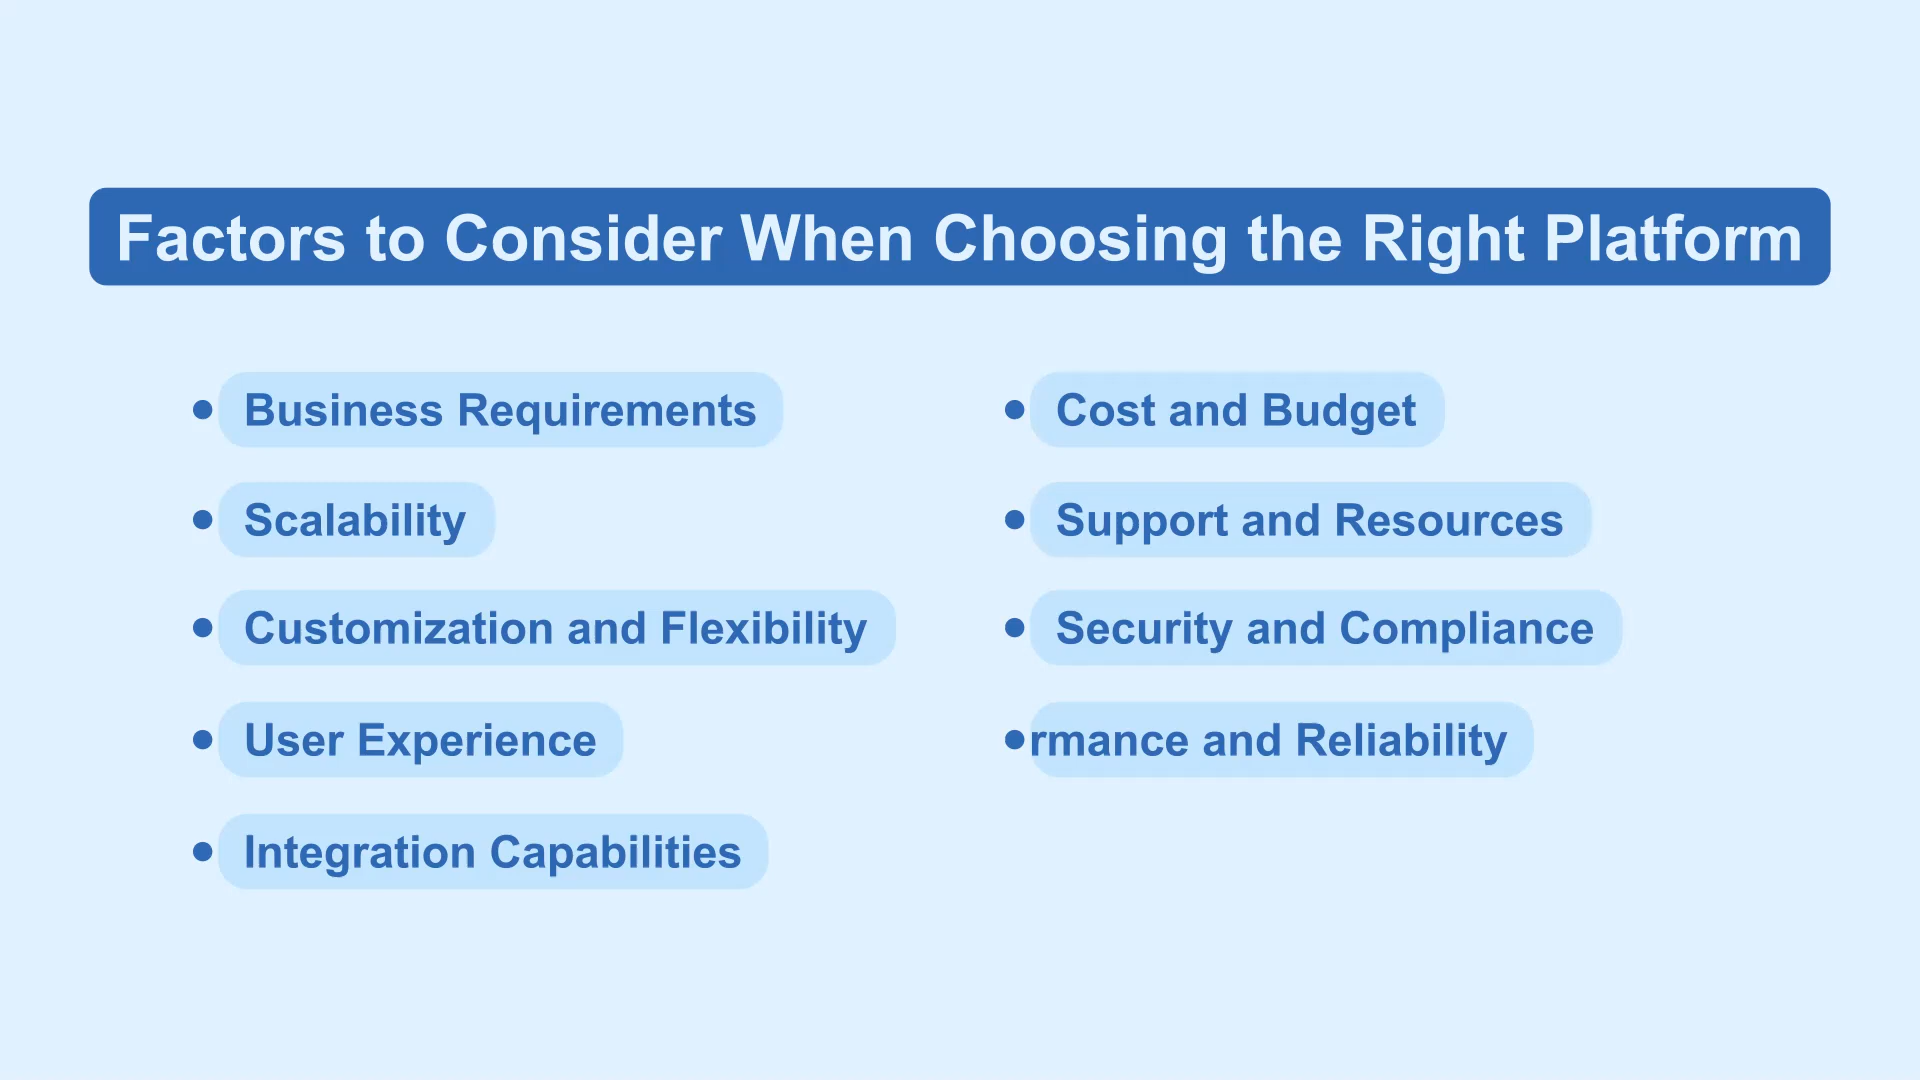 Factors to Consider When Choosing the Right Platform
Business Requirements
Scalability
Customization and Flexibility
User Experience
Integration Capabilities
Cost and Budget
Support and Resources
Security and Compliance
rmance and Reliability